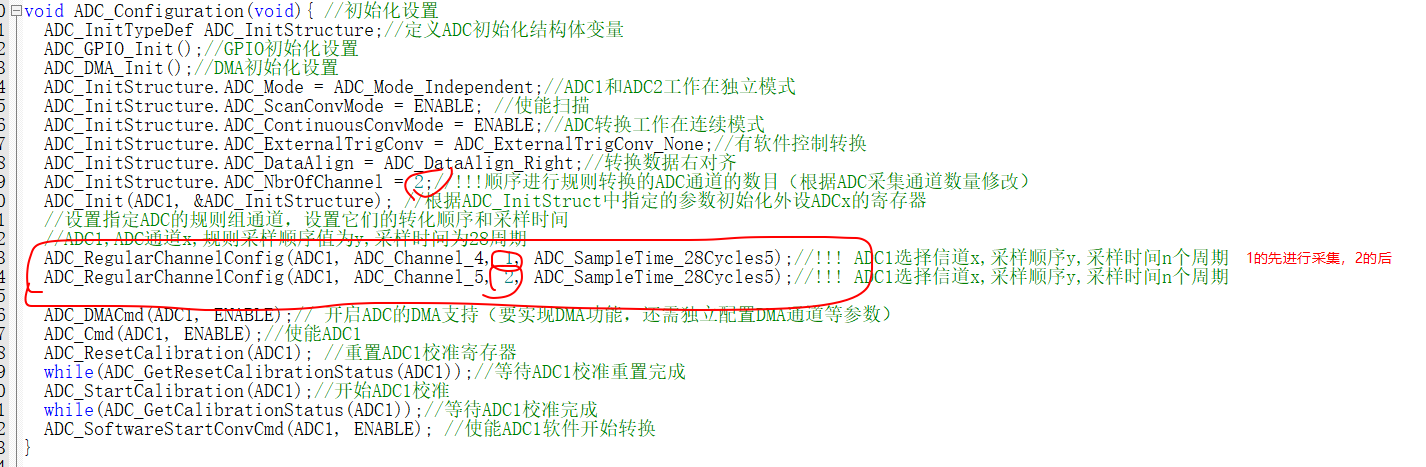 0 void ADC_Configuration(void){ //初始化设置
1 ADC_InitTypeDef ADC_InitStructure;//定义ADC初始化结构体变量
2 ADC_GPIO_Init();//GPIO初始化设置
3 ADC_DMA_Init();//DMA初始化设置
4 ADC_InitStructure.ADC_Mode = ADC_Mode_Independent;//ADC1和ADC2工作在独立模式
5 ADC_InitStructure.ADC_ScanConvMode = ENABLE; //使能扫描
6 ADC_InitStructure.ADC_ContinuousConvMode = ENABLE;//ADC转换工作在连续模式
7 ADC_InitStructure.ADC_ExternalTrigConv = ADC_ExternalTrigConv_None;//有软件控制转换
8 ADC_InitStructure.ADC_DataAlign = ADC_DataAlign_Right;//转换数据右对齐
9 ADC_InitStructure.ADC_NbrOfChannel = 2;//!!!顺序进行规则转换的ADC通道的数目（根据ADC采集通道数量修改）
0 ADC_Init(ADC1, &ADC_InitStructure); //根据ADC_InitStruct中指定的参数初始化外设ADCx的寄存器
1 //设置指定ADC的规则组通道，设置它们的转化顺序和采样时间
2 //ADC1,ADC通道x,规则采样顺序值为y,采样时间为28周期
3 ADC_RegularChannelConfig(ADC1, ADC_Channel_4, 1, ADC_SampleTime_28Cycles5);//!!! ADC1选择信道x,采样顺序y,采样时间n个周期 1的先进行采集，2的后
4 ADC_RegularChannelConfig(ADC1, ADC_Channel_5, 2, ADC_SampleTime_28Cycles5);//!!! ADC1选择信道x,采样顺序y,采样时间n个周期
5
6 ADC_DMACmd(ADC1, ENABLE);// 开启ADC的DMA支持（要实现DMA功能，还需独立配置DMA通道等参数）
7 ADC_Cmd(ADC1, ENABLE);//使能ADC1
8 ADC_ResetCalibration(ADC1); //重置ADC1校准寄存器
9 while(ADC_GetResetCalibrationStatus(ADC1));//等待ADC1校准重置完成
0 ADC_StartCalibration(ADC1);//开始ADC1校准
1 while(ADC_GetCalibrationStatus(ADC1));//等待ADC1校准完成
2 ADC_SoftwareStartConvCmd(ADC1, ENABLE); //使能ADC1软件开始转换
3 }